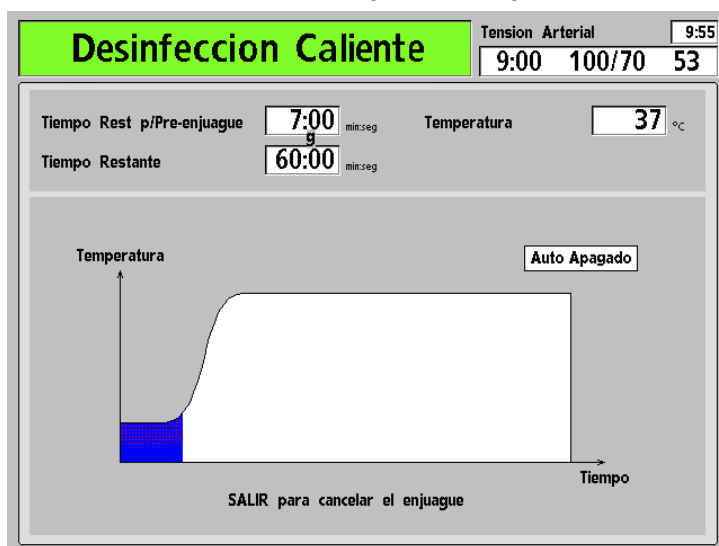 Desinfeccion Caliente
Tension Arterial 9:55
9:00 100/70 53
Tiempo Rest p/Pre-enjuague 7:00 min:seg Temperatura 37 °C
g
Tiempo Restante 60:00 min:seg
Temperatura
Auto Apagado
Tiempo
SALIR para cancelar el enjuague